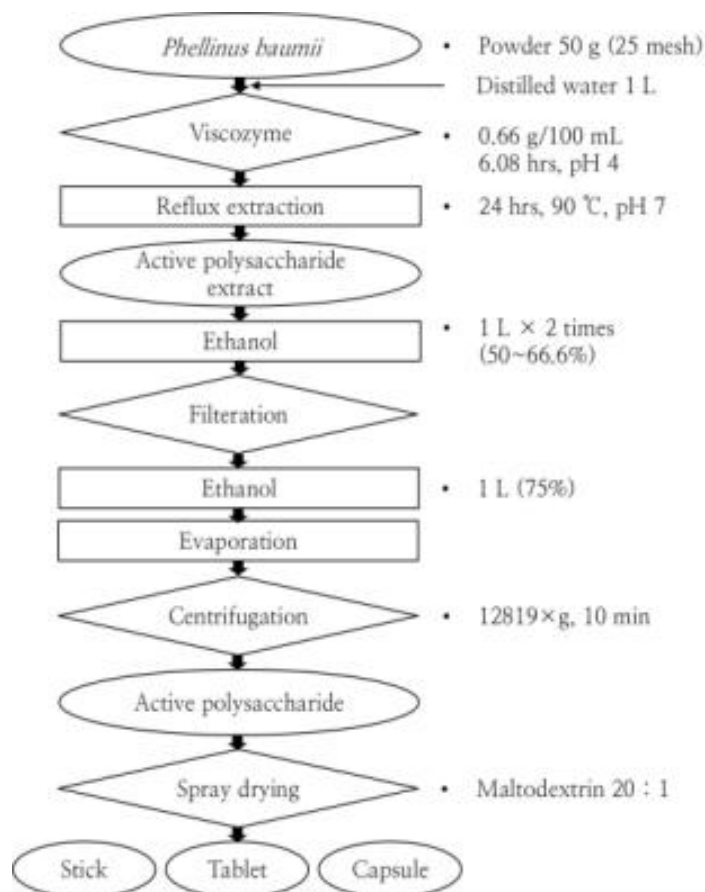 Phellinus baumii
• Powder 50 g (25 mesh)
Distilled water 1 L
Viscozyme
• 0.66 g/100 mL
6.08 hrs, pH 4
Reflux extraction
• 24 hrs, 90 ℃, pH 7
Active polysaccharide
extract
Ethanol
• 1 L × 2 times
(50~66.6%)
Filteration
Ethanol
• 1 L (75%)
Evaporation
Centrifugation
• 12819×g, 10 min
Active polysaccharide
Spray drying
• Maltodextrin 20 : 1
Stick
Tablet
Capsule